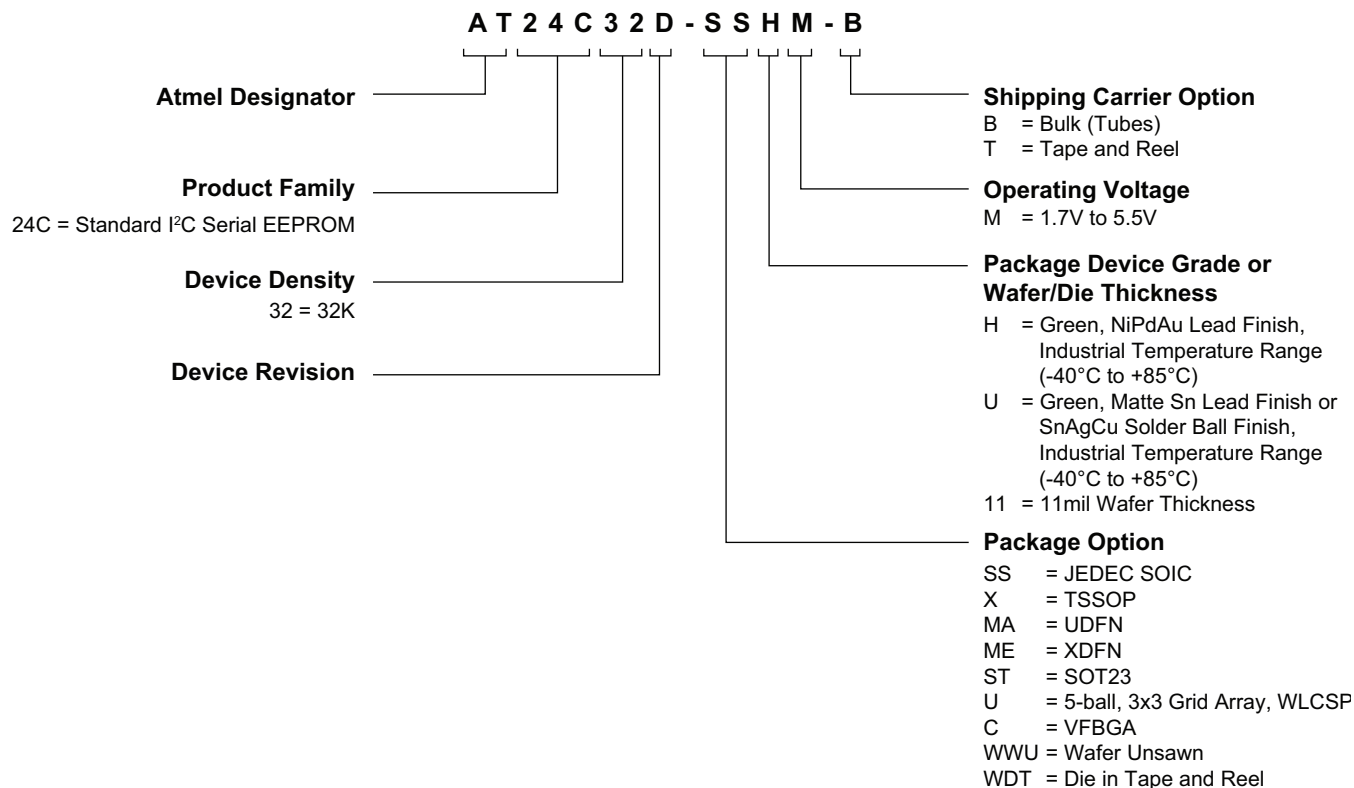 AT24C32D-SSHM-B
Atmel Designator
Product Family
24C = Standard I²C Serial EEPROM
Device Density
32 = 32K
Device Revision
Shipping Carrier Option
B = Bulk (Tubes)
T = Tape and Reel
Operating Voltage
M = 1.7V to 5.5V
Package Device Grade or
Wafer/Die Thickness
H = Green, NiPdAu Lead Finish,
Industrial Temperature Range
(-40°C to +85°C)
U = Green, Matte Sn Lead Finish or
SnAgCu Solder Ball Finish,
Industrial Temperature Range
(-40°C to +85°C)
11 = 11mil Wafer Thickness
Package Option
SS = JEDEC SOIC
X = TSSOP
MA = UDFN
ME = XDFN
ST = SOT23
U = 5-ball, 3x3 Grid Array, WLCSP
C = VFBGA
WWU = Wafer Unsawn
WDT = Die in Tape and Reel